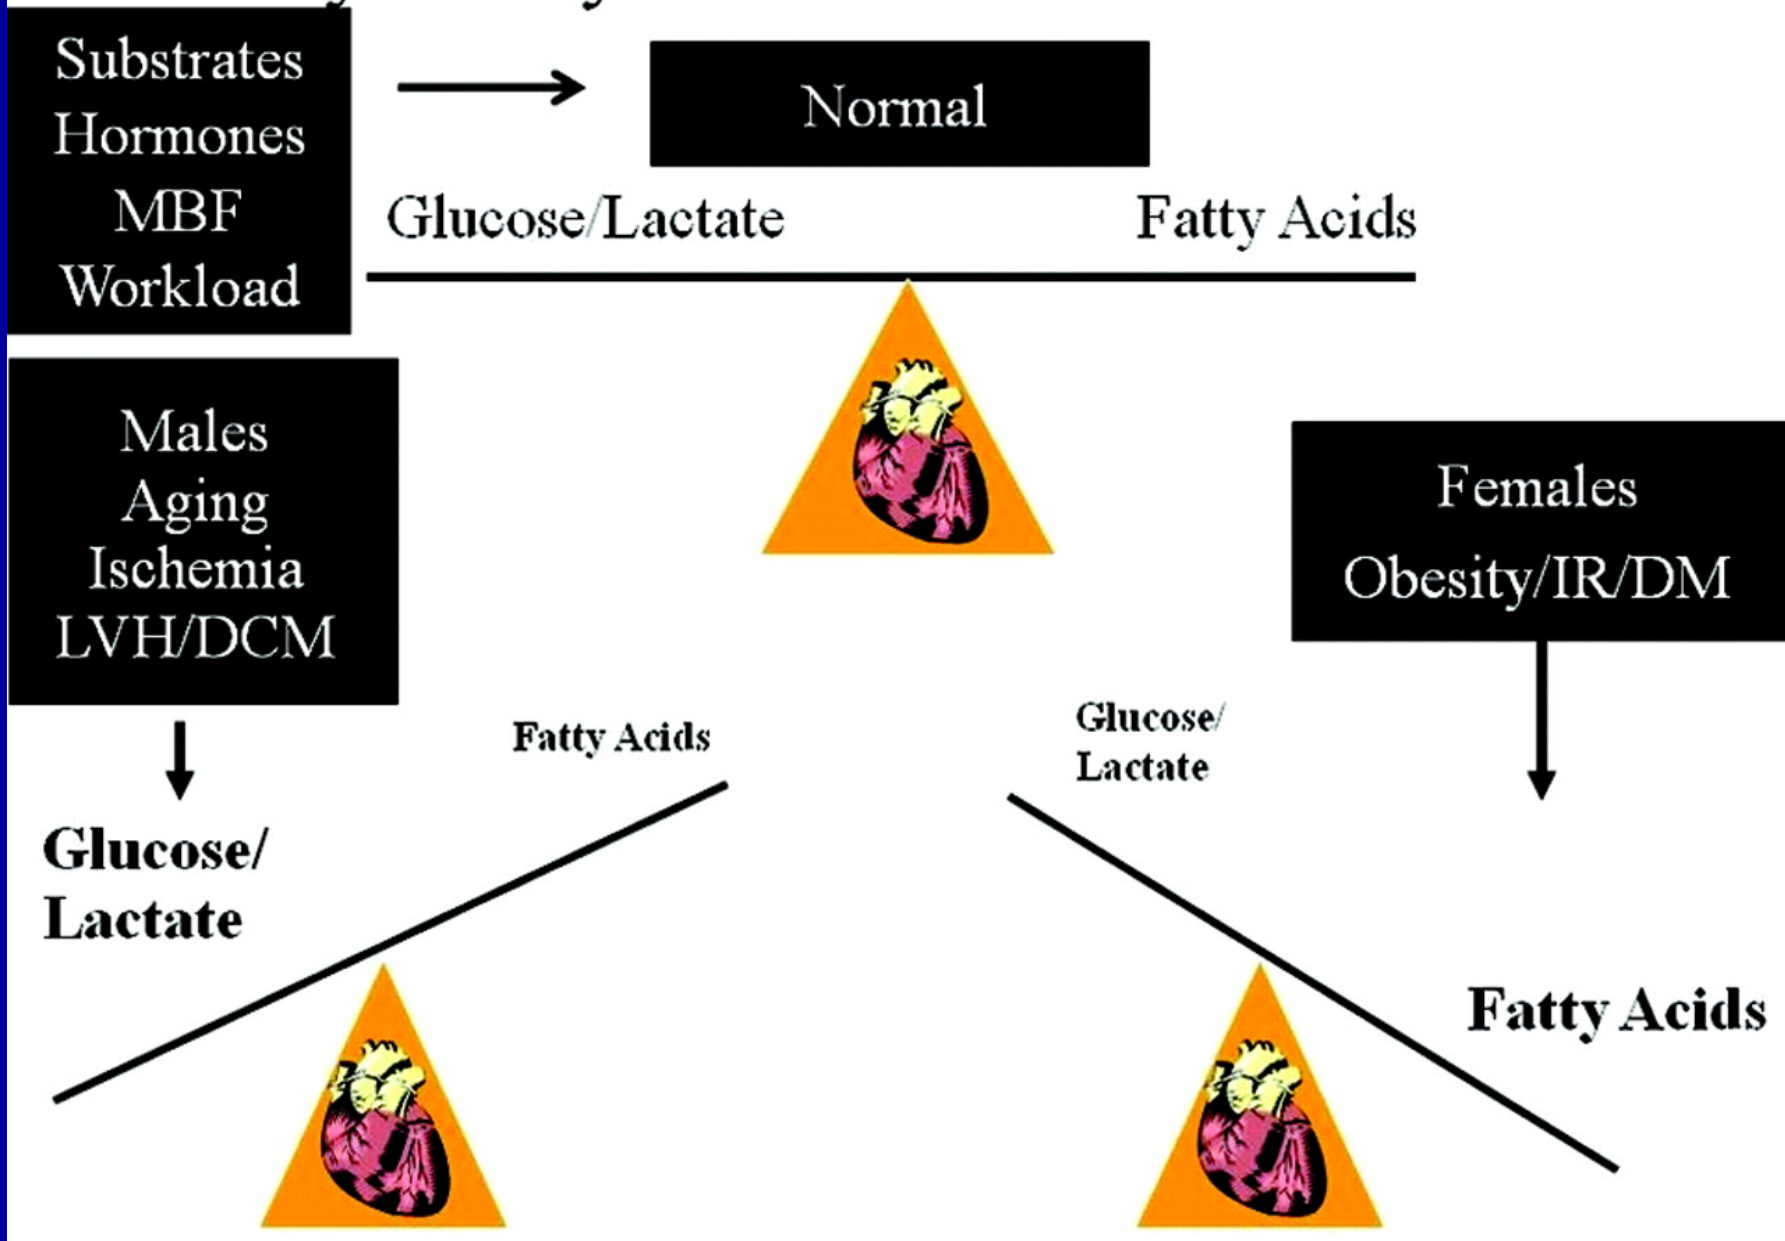 Substrates
Hormones
MBF
Workload
Normal
Glucose/Lactate
Fatty Acids
Males
Aging
Ischemia
LVH/DCM
Females
Obesity/IR/DM
Fatty Acids
Glucose/
Lactate
Glucose/
Lactate
Fatty Acids